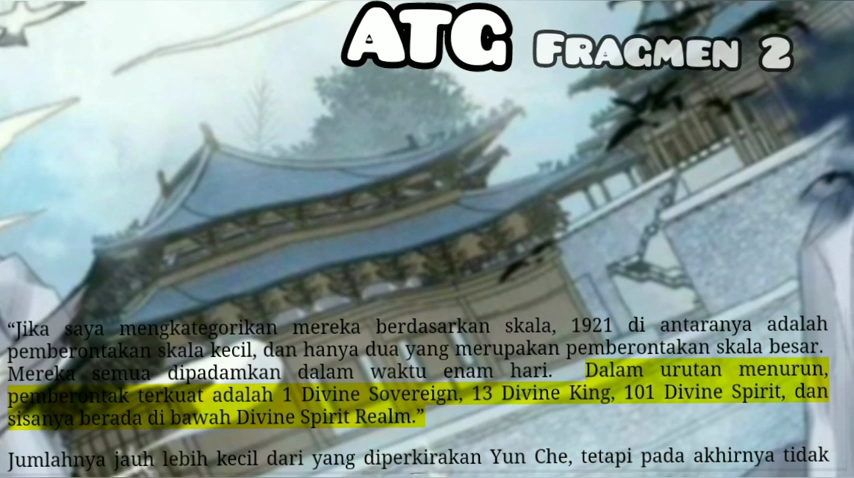 ATG FRAGMEN 2
“Jika saya mengkategorikan mereka berdasarkan skala, 1921 di antaranya adalah
pemberontakan skala kecil, dan hanya dua yang merupakan pemberontakan skala besar.
Mereka semua dipadamkan dalam waktu enam hari. Dalam urutan menurun,
pemberontak terkuat adalah 1 Divine Sovereign, 13 Divine King, 101 Divine Spirit, dan
sisanya berada di bawah Divine Spirit Realm.”
Jumlahnya jauh lebih kecil dari yang diperkirakan Yun Che, tetapi pada akhirnya tidak